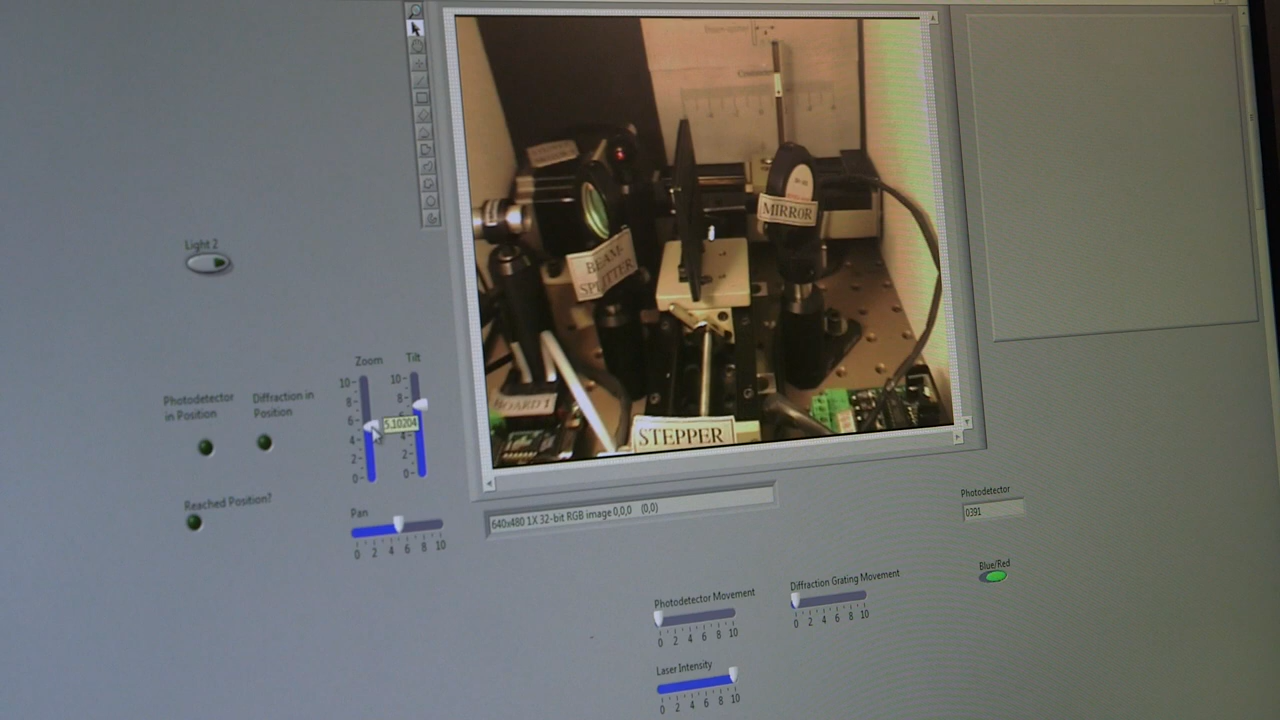 Light 2
BEAM-
SPLITTER
MIRROR
BOARD 1
STEPPER
Zoom
Tilt
10
8
6
4
2
0
10
8
6
4
2
0
5,10204
Photodetector
in Position
Diffraction in
Position
Reached Position?
Pan
0 2 4 6 8 10
640x480 1X 32-bit RGB image 0,0,0 (0,0)
Photodetector
0391
Blue/Red
Photodetector Movement
0 2 4 6 8 10
Diffraction Grating Movement
0 2 4 6 8 10
Laser Intensity
0 2 4 6 8 10